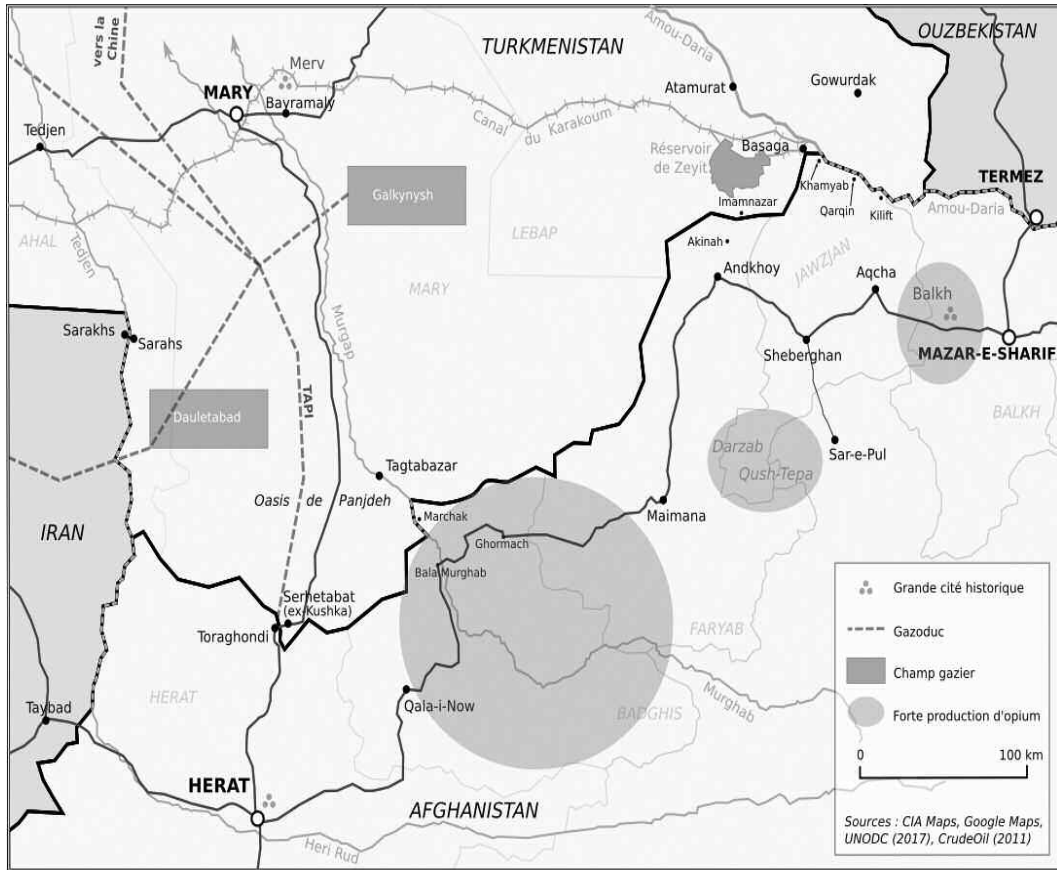 vers la
Chine
TURKMENISTAN
OUZBEKISTAN
Amou-Daria
Merv
MARY
Bayramaly
Atamurat
Gowurdak
Tedjen
Canal du Karakoum
Réservoir
de Zeyit
Basaga
Khamyab
TERMEZ
Galkynysh
Imamnazar
Qarqin
Kilift
Amou-Daria
AHAL
Tedjen
LEBAP
Akinah
JAWZJAN
MARY
Andkhoy
Aqcha
Balkh
Murgap
Sarakhs
Sarahs
Sheberghan
MAZAR-E-SHARIF
TAPI
Dauletabad
BALKH
Darzab
Sar-e-Pul
Qush-Tepa
Tagtabazar
Oasis de Panjdeh
Marchak
Maimana
IRAN
Ghormach
Bala-Murghab
Serhetabat
(ex-Kushka)
Toraghondi
FARYAB
HERAT
Qala-i-Now
Murghab
BADGHIS
Taybad
HERAT
AFGHANISTAN
Heri Rud
Grande cité historique
Gazoduc
Champ gazier
Forte production d'opium
0 100 km
Sources : CIA Maps, Google Maps,
UNODC (2017), CrudeOil (2011)